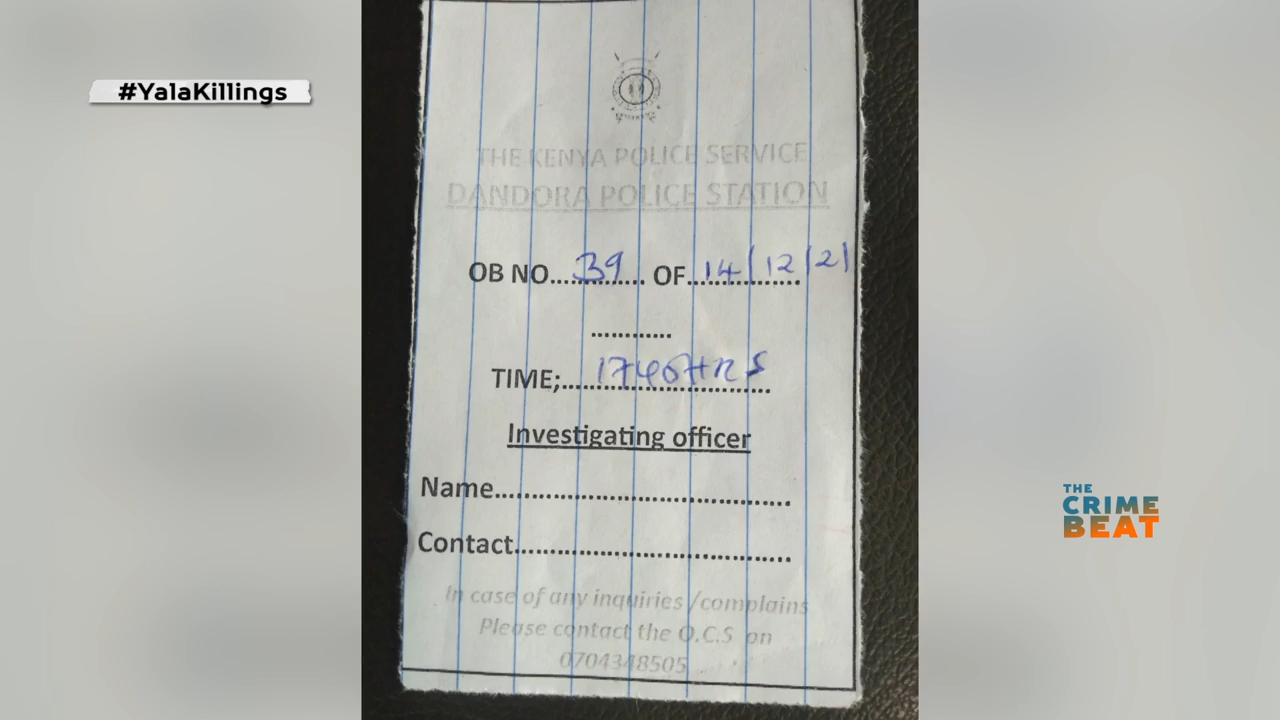 #YalaKillings
THE KENYA POLICE SERVICE
DANDORA POLICE STATION
OB NO...39... OF...14/12/21
............
TIME;...1740HRS...
Investigating officer
Name.......................................
Contact.....................................
In case of any inquiries/complains
Please contact the O.C.S on
0704348505
THE
CRIME
BEAT